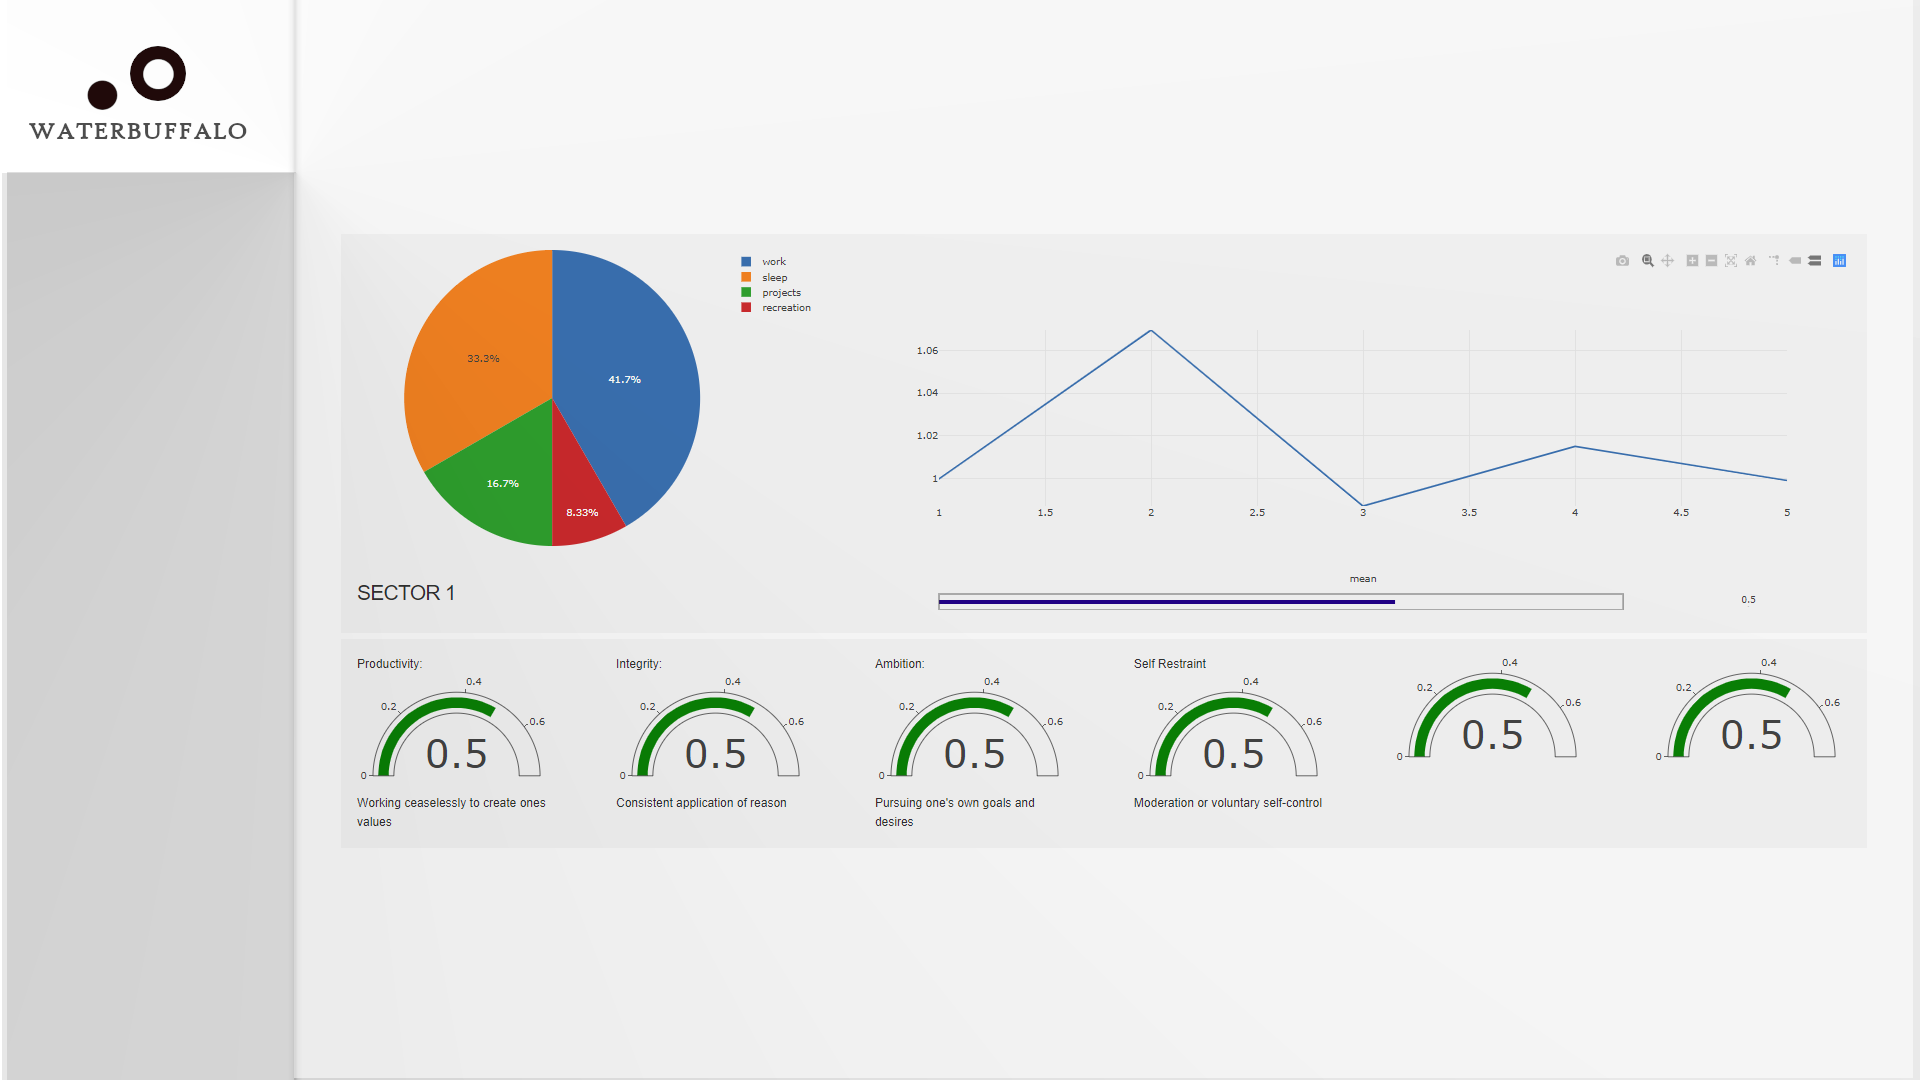 WATERBUFFALO
work
sleep
projects
recreation
33.3%
41.7%
16.7%
8.33%
1.06
1.04
1.02
1
1 1.5 2 2.5 3 3.5 4 4.5 5
SECTOR 1
mean
0.5
Productivity:
0 0.2 0.4 0.6
0.5
Working ceaselessly to create ones
values
Integrity:
0 0.2 0.4 0.6
0.5
Consistent application of reason
Ambition:
0 0.2 0.4 0.6
0.5
Pursuing one's own goals and
desires
Self Restraint
0 0.2 0.4 0.6
0.5
Moderation or voluntary self-control
0 0.2 0.4 0.6
0.5
0 0.2 0.4 0.6
0.5